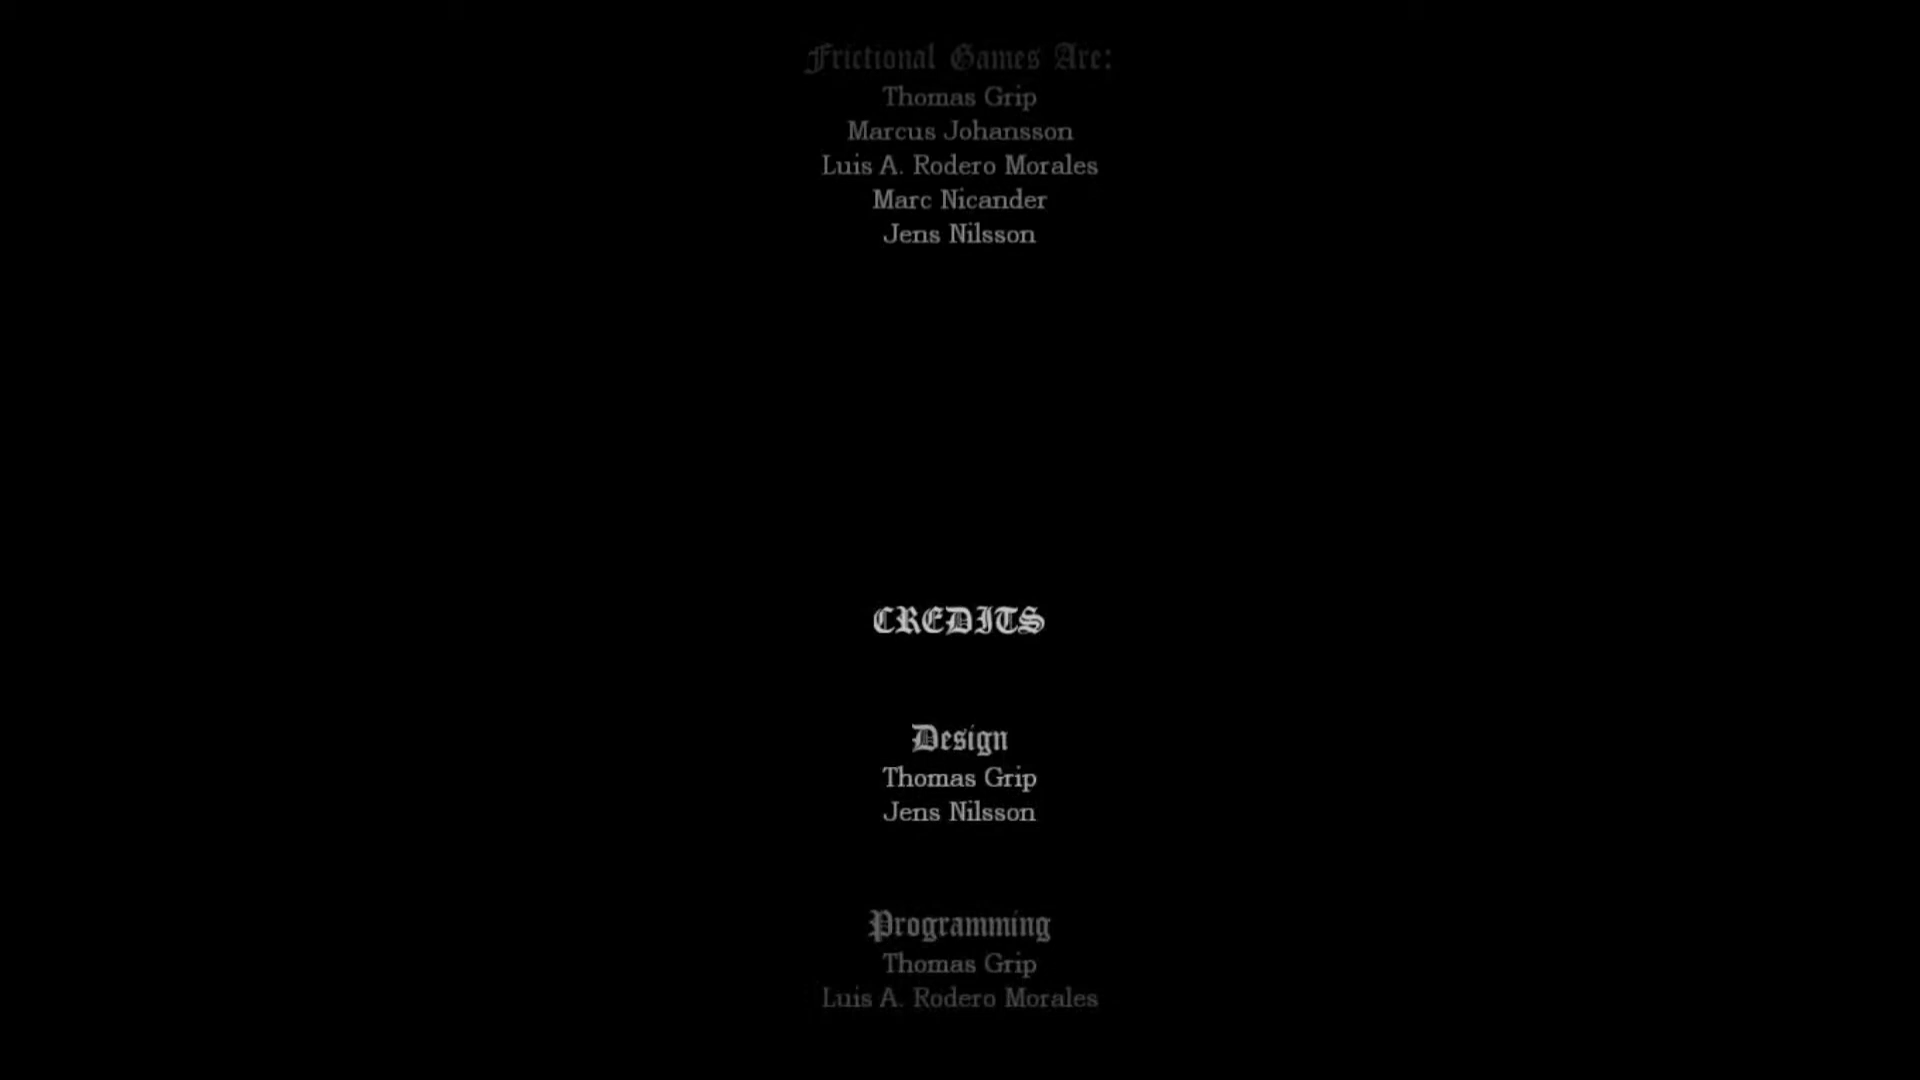 Frictional Games Are:
Thomas Grip
Marcus Johansson
Luis A. Rodero Morales
Marc Nicander
Jens Nilsson
CREDITS
Design
Thomas Grip
Jens Nilsson
Programming
Thomas Grip
Luis A. Rodero Morales